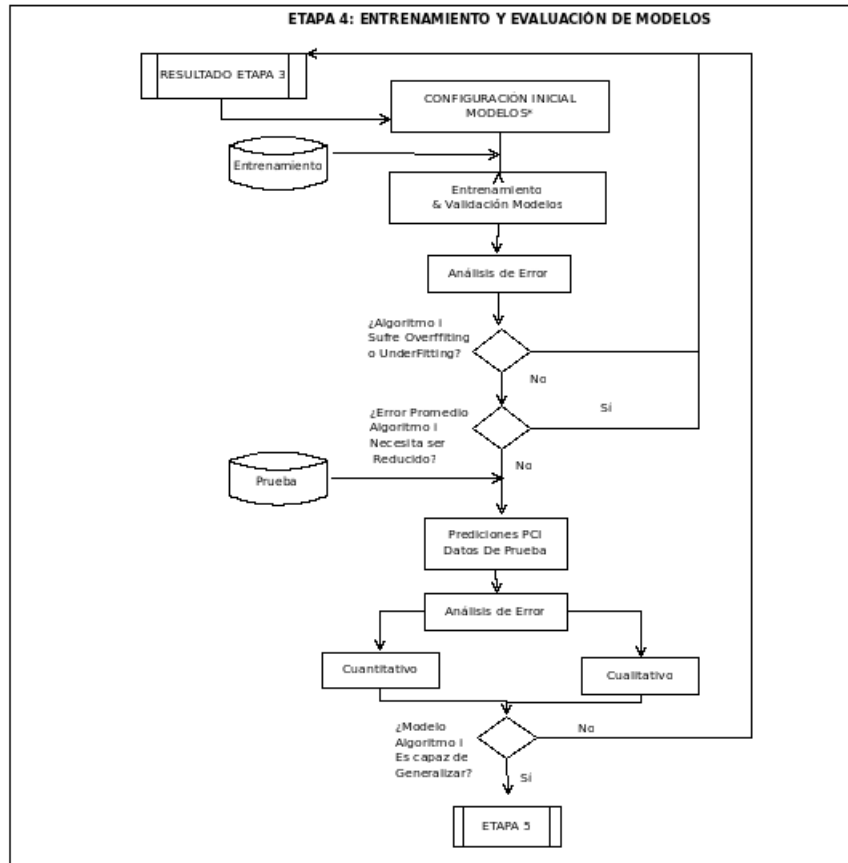 ETAPA 4: ENTRENAMIENTO Y EVALUACIÓN DE MODELOS
RESULTADO ETAPA 3
CONFIGURACIÓN INICIAL
MODELOS*
Entrenamiento
Entrenamiento
& Validación Modelos
Análisis de Error
¿Algoritmo i
Sufre Overffiting
o UnderFitting?
No
Sí
¿Error Promedio
Algoritmo i
Necesita ser
Reducido?
No
Prueba
Prediciones PCI
Datos De Prueba
Análisis de Error
Cuantitativo
Cualitativo
¿Modelo
Algoritmo i
Es capaz de
Generalizar?
No
Sí
ETAPA 5